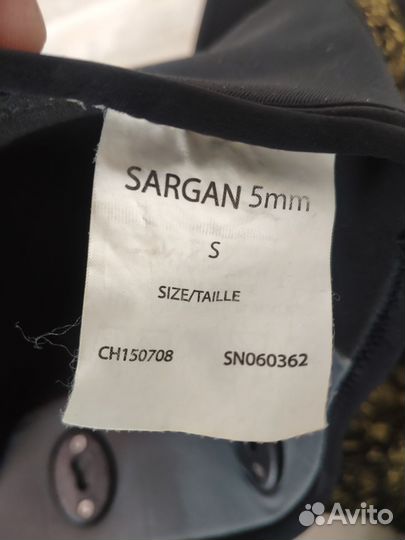 SARGAN 5mm
S
SIZE/TAILLE
CH150708 SN060362
Avito